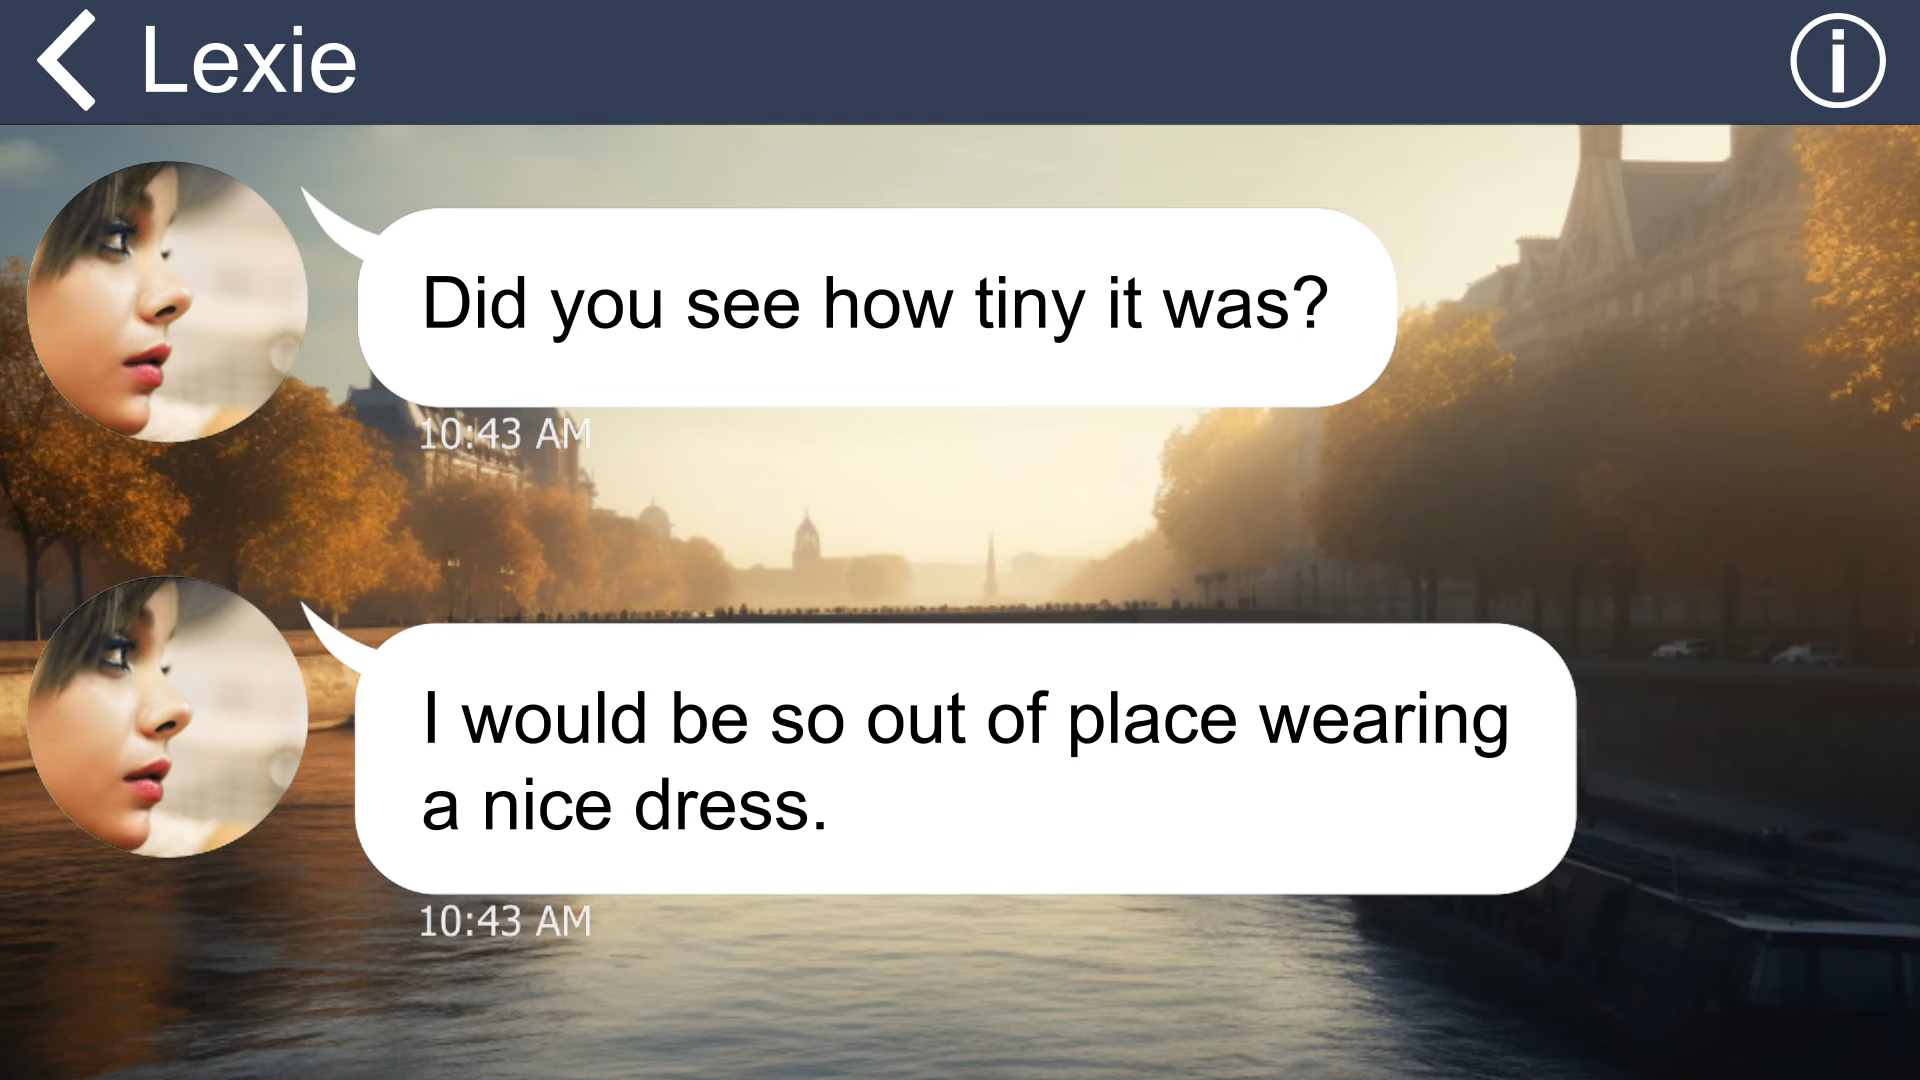 Lexie
Did you see how tiny it was?
10:43 AM
I would be so out of place wearing
a nice dress.
10:43 AM